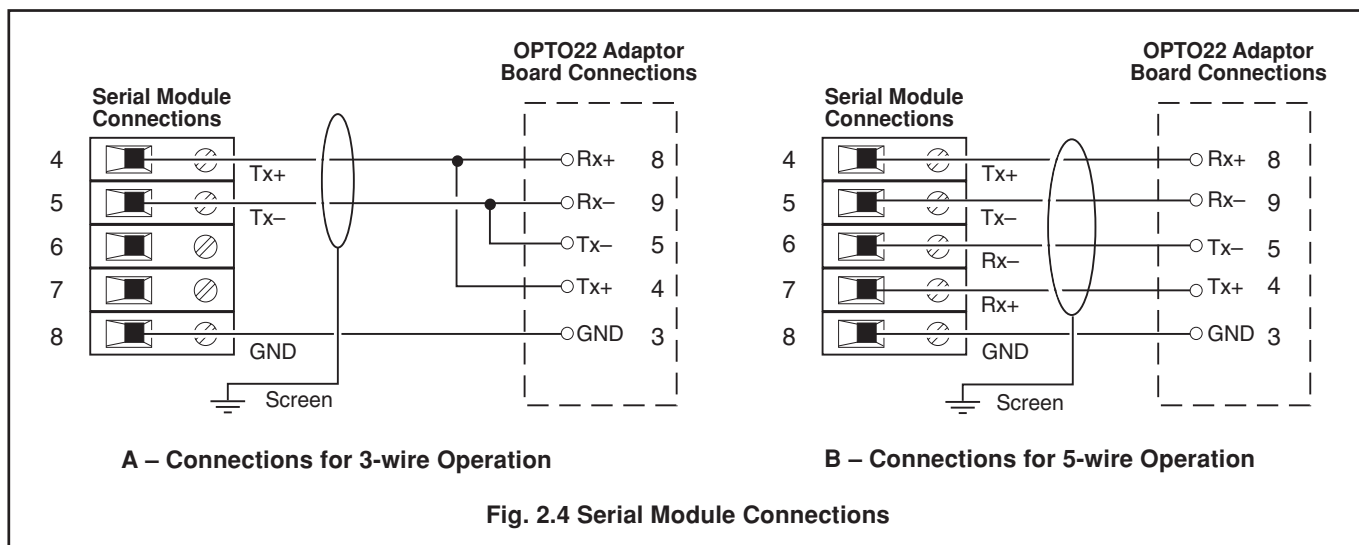 OPTO22 Adaptor
Board Connections
Serial Module
Connections
4
Tx+
Rx+ 8
5
Tx–
Rx– 9
6
Tx– 5
7
Tx+ 4
8
GND
GND 3
Screen
A – Connections for 3-wire Operation
OPTO22 Adaptor
Board Connections
Serial Module
Connections
4
Tx+
Rx+ 8
5
Tx–
Rx– 9
6
Rx–
Tx– 5
7
Rx+
Tx+ 4
8
GND
GND 3
Screen
B – Connections for 5-wire Operation
Fig. 2.4 Serial Module Connections